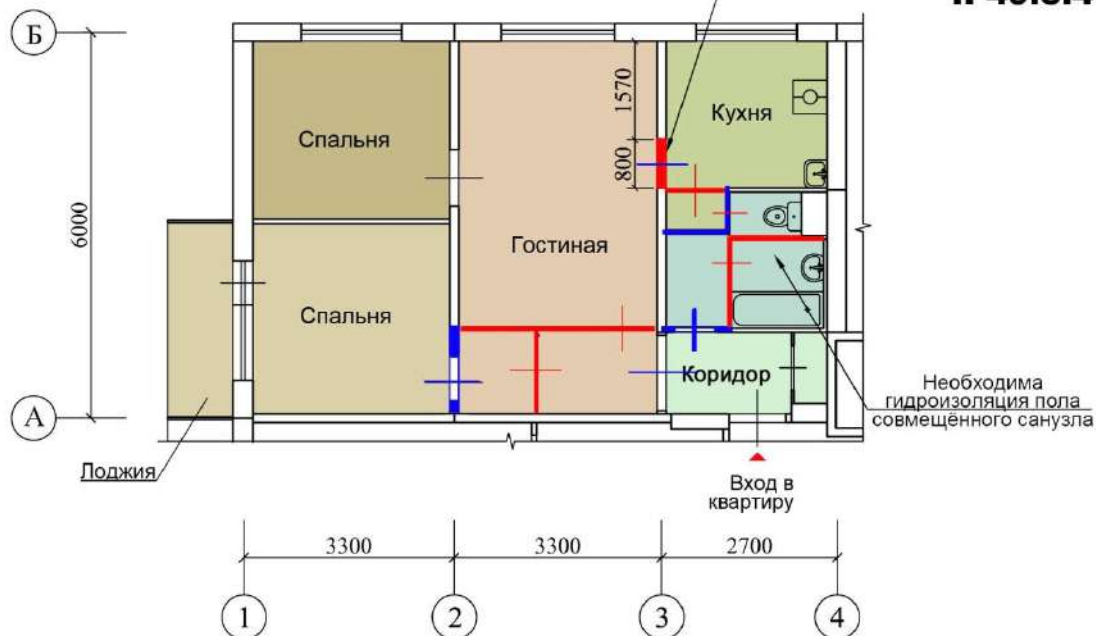 Б
1570
Кухня
Спальня
800
6000
Гостиная
Спальня
Коридор
Необходима
гидроизоляция пола
совмещённого санузла
А
Лоджия
Вход в
квартиру
3300
3300
2700
1
2
3
4